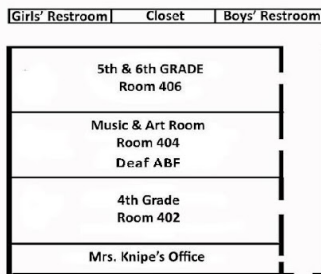 Girls' Restroom Closet Boys' Restroom
5th & 6th GRADE
Room 406
Music & Art Room
Room 404
Deaf ABF
4th Grade
Room 402
Mrs. Knipe's Office